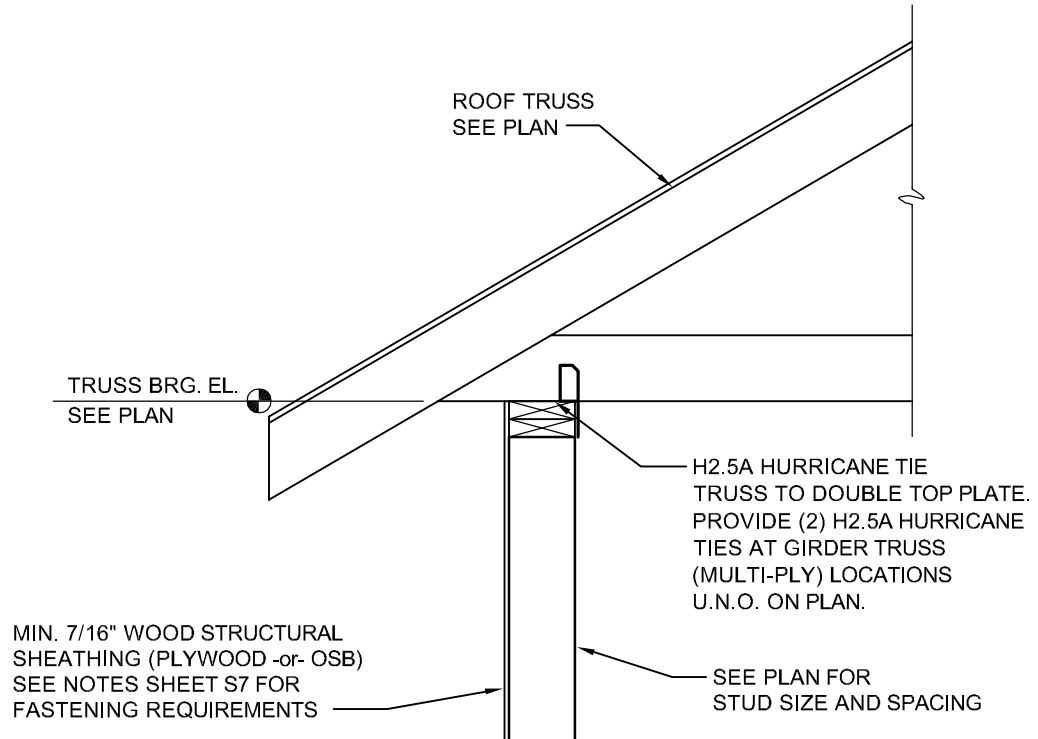 ROOF TRUSS
SEE PLAN
TRUSS BRG. EL.
SEE PLAN
H2.5A HURRICANE TIE
TRUSS TO DOUBLE TOP PLATE.
PROVIDE (2) H2.5A HURRICANE
TIES AT GIRDER TRUSS
(MULTI-PLY) LOCATIONS
U.N.O. ON PLAN.
MIN. 7/16" WOOD STRUCTURAL
SHEATHING (PLYWOOD -or- OSB)
SEE NOTES SHEET S7 FOR
FASTENING REQUIREMENTS
SEE PLAN FOR
STUD SIZE AND SPACING